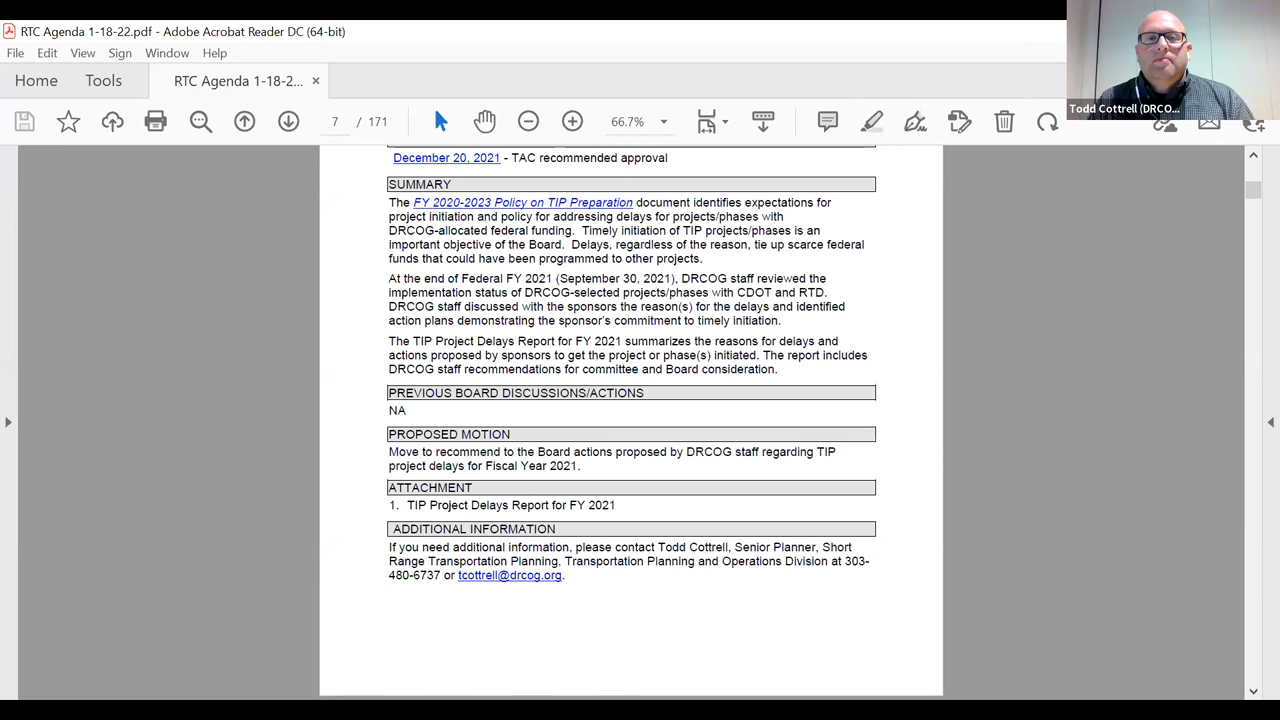 RTC Agenda 1-18-22.pdf - Adobe Acrobat Reader DC (64-bit)
File Edit View Sign Window Help
Home Tools RTC Agenda 1-18-2... ×
7 / 171 66.7%
Todd Cottrell (DRCO...
December 20, 2021 - TAC recommended approval
SUMMARY
The FY 2020-2023 Policy on TIP Preparation document identifies expectations for
project initiation and policy for addressing delays for projects/phases with
DRCOG-allocated federal funding. Timely initiation of TIP projects/phases is an
important objective of the Board. Delays, regardless of the reason, tie up scarce federal
funds that could have been programmed to other projects.
At the end of Federal FY 2021 (September 30, 2021), DRCOG staff reviewed the
implementation status of DRCOG-selected projects/phases with CDOT and RTD.
DRCOG staff discussed with the sponsors the reason(s) for the delays and identified
action plans demonstrating the sponsor's commitment to timely initiation.
The TIP Project Delays Report for FY 2021 summarizes the reasons for delays and
actions proposed by sponsors to get the project or phase(s) initiated. The report includes
DRCOG staff recommendations for committee and Board consideration.
PREVIOUS BOARD DISCUSSIONS/ACTIONS
NA
PROPOSED MOTION
Move to recommend to the Board actions proposed by DRCOG staff regarding TIP
project delays for Fiscal Year 2021.
ATTACHMENT
1. TIP Project Delays Report for FY 2021
ADDITIONAL INFORMATION
If you need additional information, please contact Todd Cottrell, Senior Planner, Short
Range Transportation Planning, Transportation Planning and Operations Division at 303-
480-6737 or tcottrell@drcog.org.